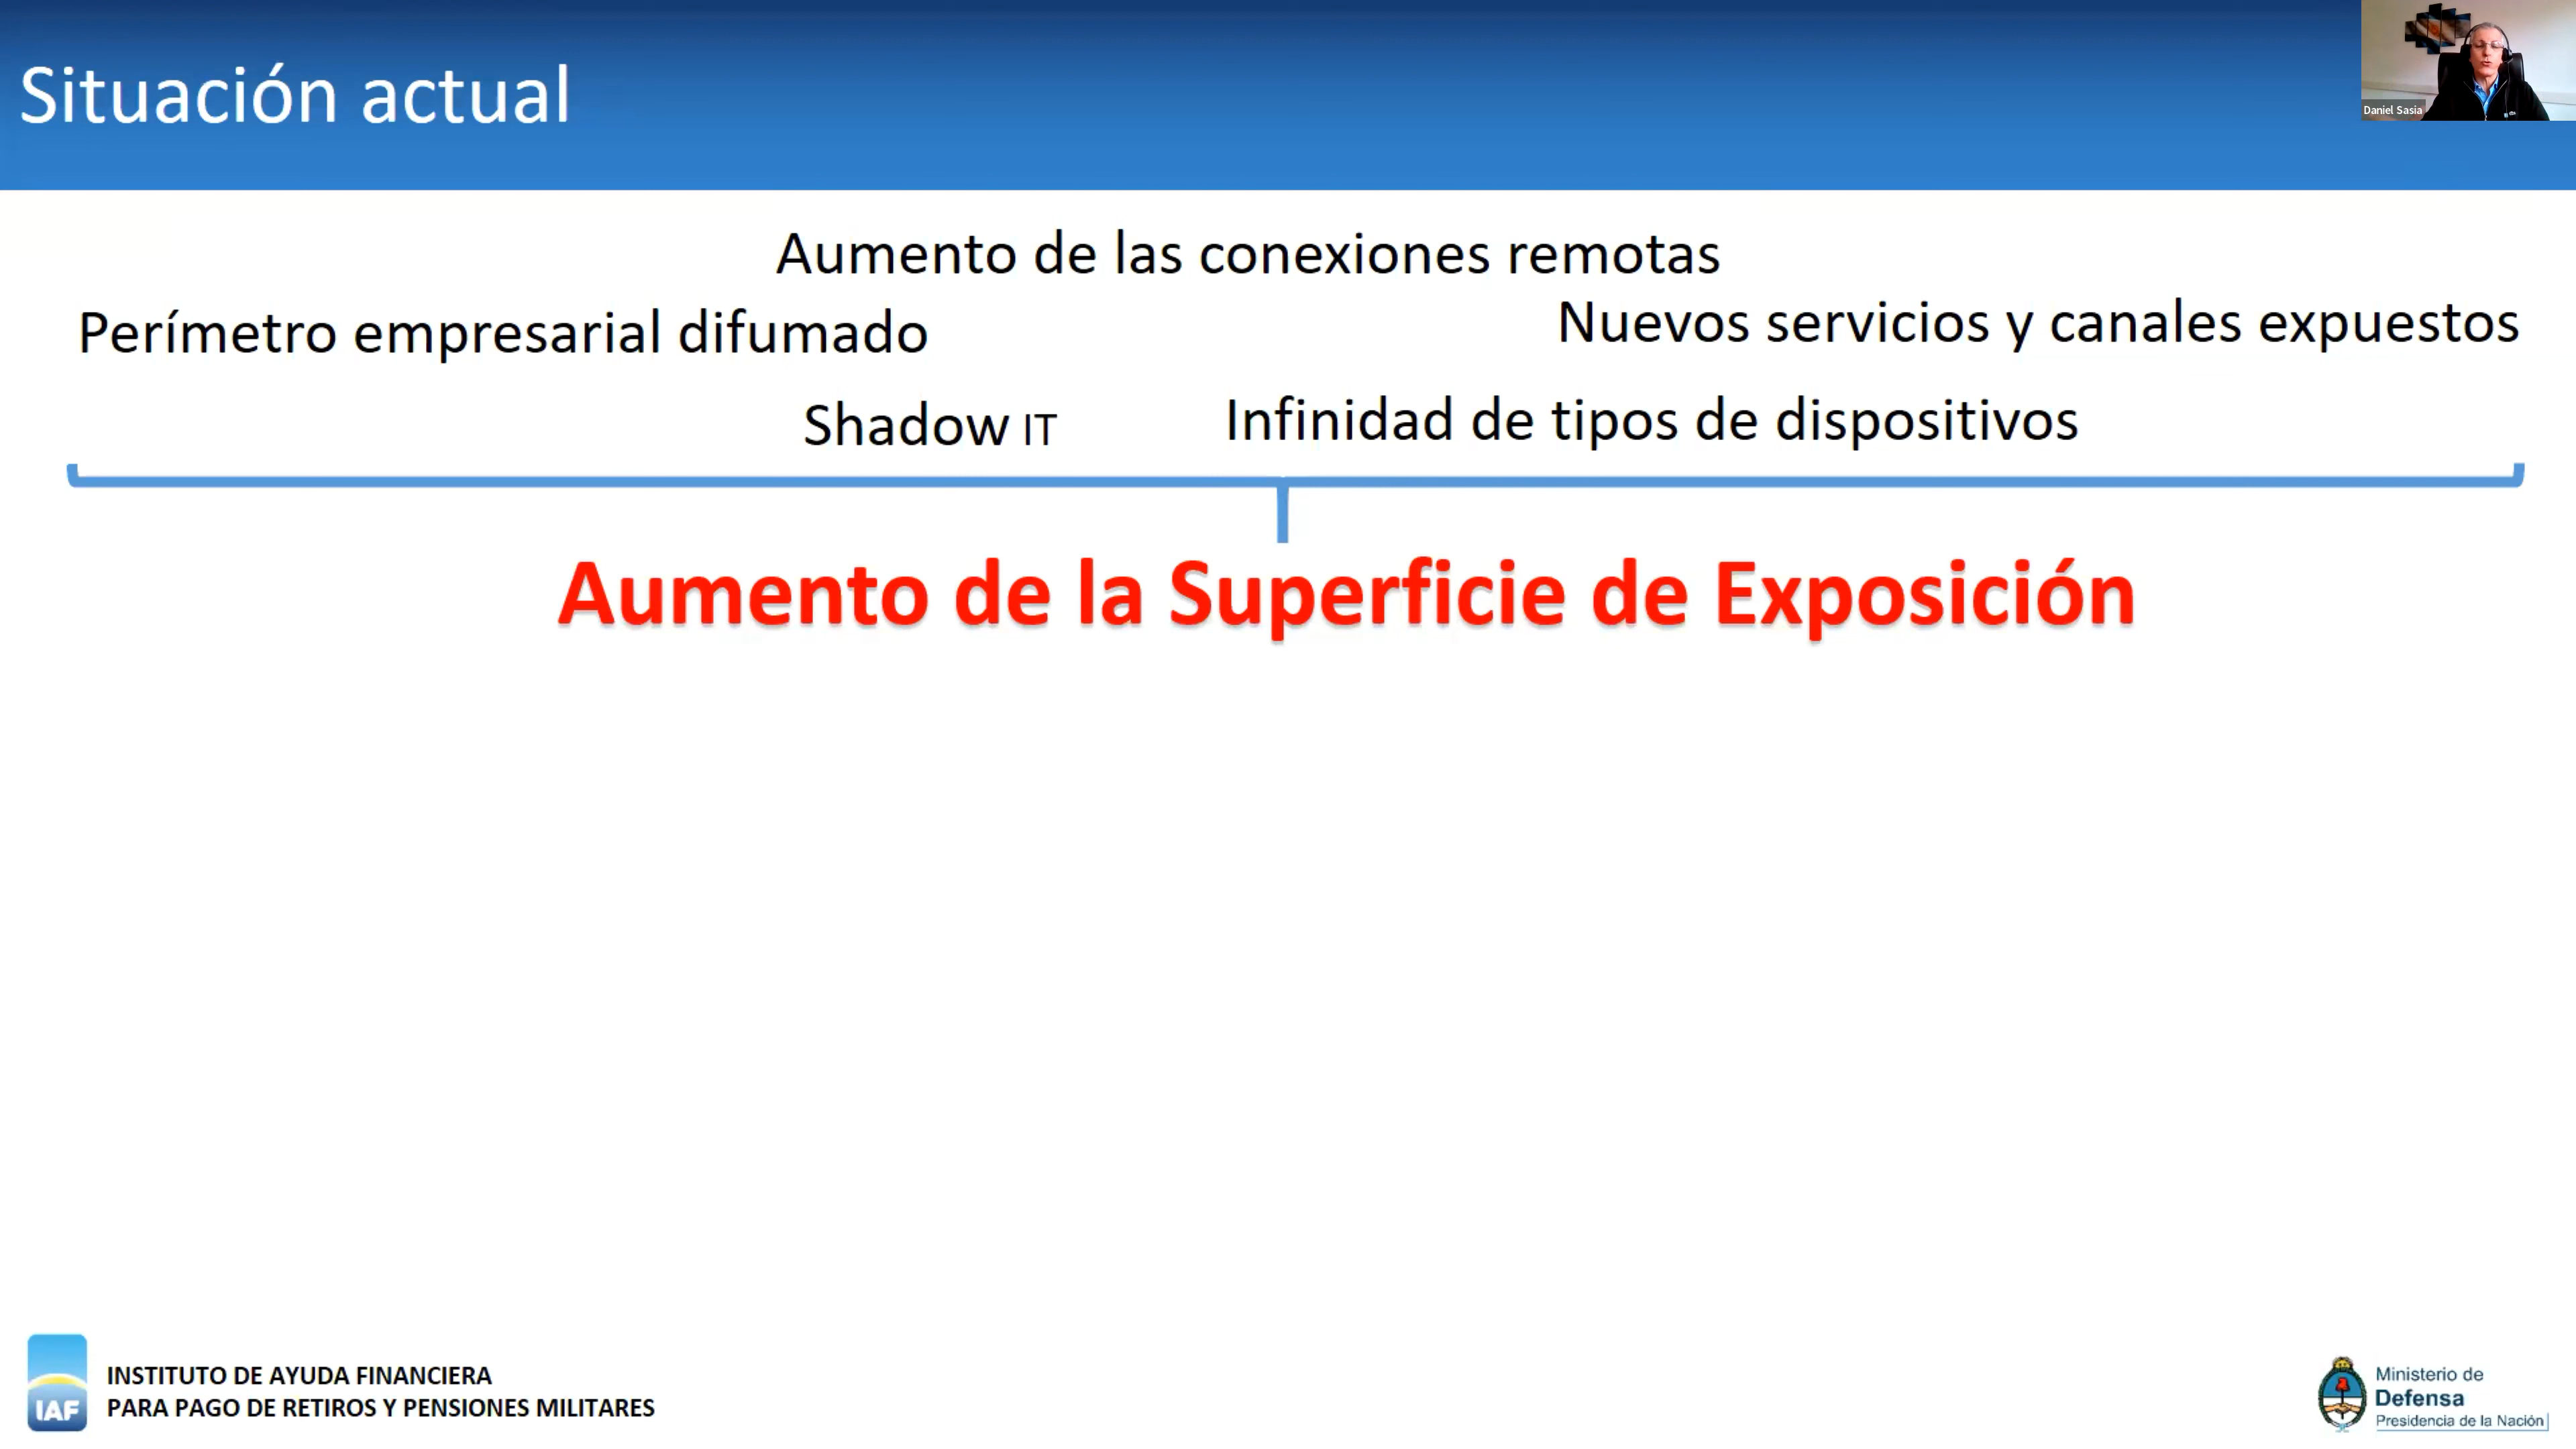 Situación actual
Daniel Sasia
Aumento de las conexiones remotas
Perímetro empresarial difumado
Nuevos servicios y canales expuestos
Shadow IT
Infinidad de tipos de dispositivos
Aumento de la Superficie de Exposición
IAF
INSTITUTO DE AYUDA FINANCIERA
PARA PAGO DE RETIROS Y PENSIONES MILITARES
Ministerio de
Defensa
Presidencia de la Nación